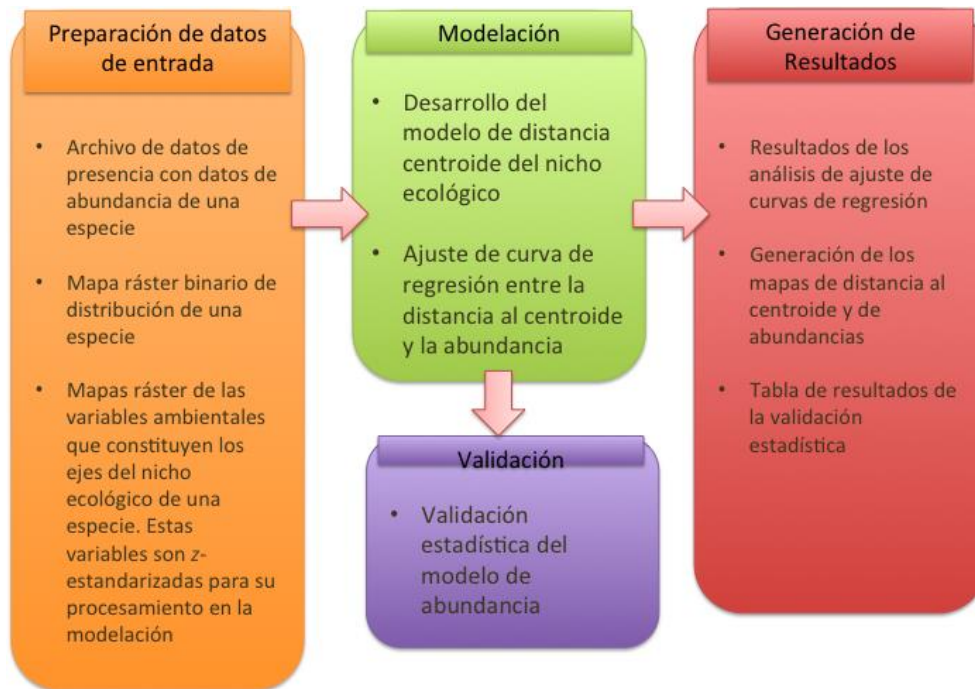 Preparación de datos
de entrada
• Archivo de datos de
presencia con datos de
abundancia de una
especie
• Mapa ráster binario de
distribución de una
especie
• Mapas ráster de las
variables ambientales
que constituyen los
ejes del nicho
ecológico de una
especie. Estas
variables son z-
estandarizadas para su
procesamiento en la
modelación
Modelación
• Desarrollo del
modelo de distancia
centroide del nicho
ecológico
• Ajuste de curva de
regresión entre la
distancia al centroide
y la abundancia
Validación
• Validación
estadística del
modelo de
abundancia
Generación de
Resultados
• Resultados de los
análisis de ajuste de
curvas de regresión
• Generación de los
mapas de distancia al
centroide y de
abundancias
• Tabla de resultados de
la validación
estadística